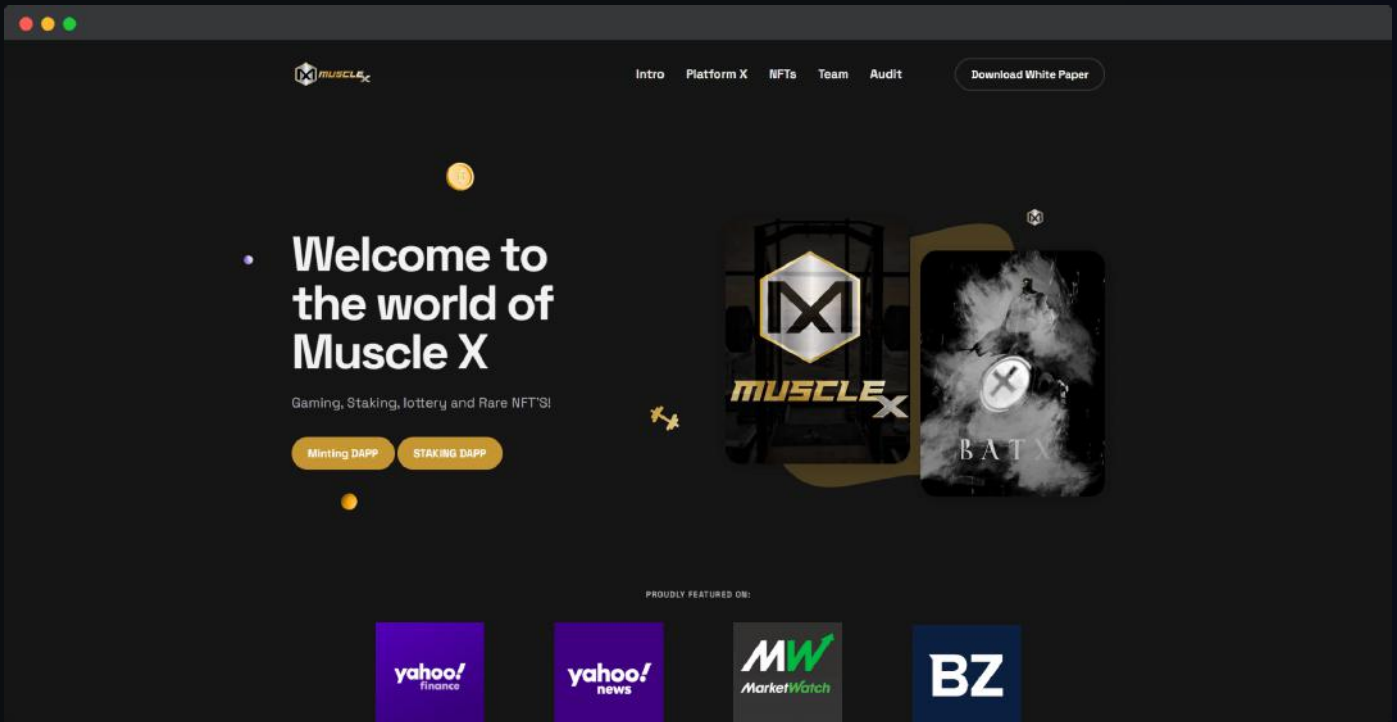 MUSCLE X
Intro Platform X NFTs Team Audit Download White Paper
Welcome to
the world of
Muscle X
Gaming, Staking, lottery and Rare NFT'S!
Minting DAPP STAKING DAPP
MUSCLE X
BATX
PROUDLY FEATURED ON:
yahoo!
finance
yahoo!
news
MW
MarketWatch
BZ